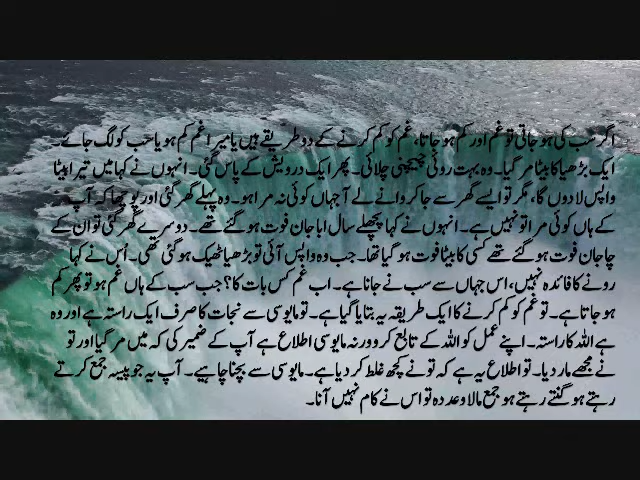 اگر سب کی ہو جاتی تو غم اور کم ہو جاتا، غم کو کم کرنے کے دو طریقے ہیں یا میرا غم کم ہو یا سب کو لگ جائے۔
ایک بڑھیا کا بیٹا مر گیا۔ وہ بہت روئی چیخی چلائی۔ پھر ایک درویش کے پاس گئی۔ انہوں نے کہا میں تیرا بیٹا
واپس لا دوں گا، مگر تو ایسے گھر سے جا کر والے لے آ جہاں کوئی نہ مرا ہو۔ وہ پہلے گھر گئی اور پوچھا کہ آپ
کے ہاں کوئی مرا تو نہیں ہے۔ انہوں نے کہا پچھلے سال ابا جان فوت ہو گئے تھے۔ دوسرے گھر گئی تو ان کے
چا جان فوت ہو گئے تھے کسی کا بیٹا فوت ہو گیا تھا۔ جب وہ واپس آئی تو بڑھیا ٹھیک ہو گئی تھی۔ اُس نے کہا
رونے کا فائدہ نہیں، اس جہاں سے سب نے جانا ہے۔ اب غم کس بات کا؟ جب سب کے ہاں غم ہو تو پھر کم
ہو جاتا ہے۔ تو غم کو کم کرنے کا ایک طریقہ یہ بتایا گیا ہے۔ تو مایوسی سے نجات کا صرف ایک راستہ ہے اور وہ
ہے اللہ کا راستہ۔ اپنے عمل کو اللہ کے تابع کرو ورنہ مایوسی اطلاع ہے آپ کے ضمیر کی کہ میں مر گیا اور تو
نے مجھے مار دیا۔ تو اطلاع یہ ہے کہ تو نے کچھ غلط کر دیا ہے۔ مایوسی سے بچنا چاہیے۔ آپ یہ جو پیسہ جمع کرتے
رہتے ہو گنتے رہتے ہو جمع مالا وعددہ تو اس نے کام نہیں آنا۔